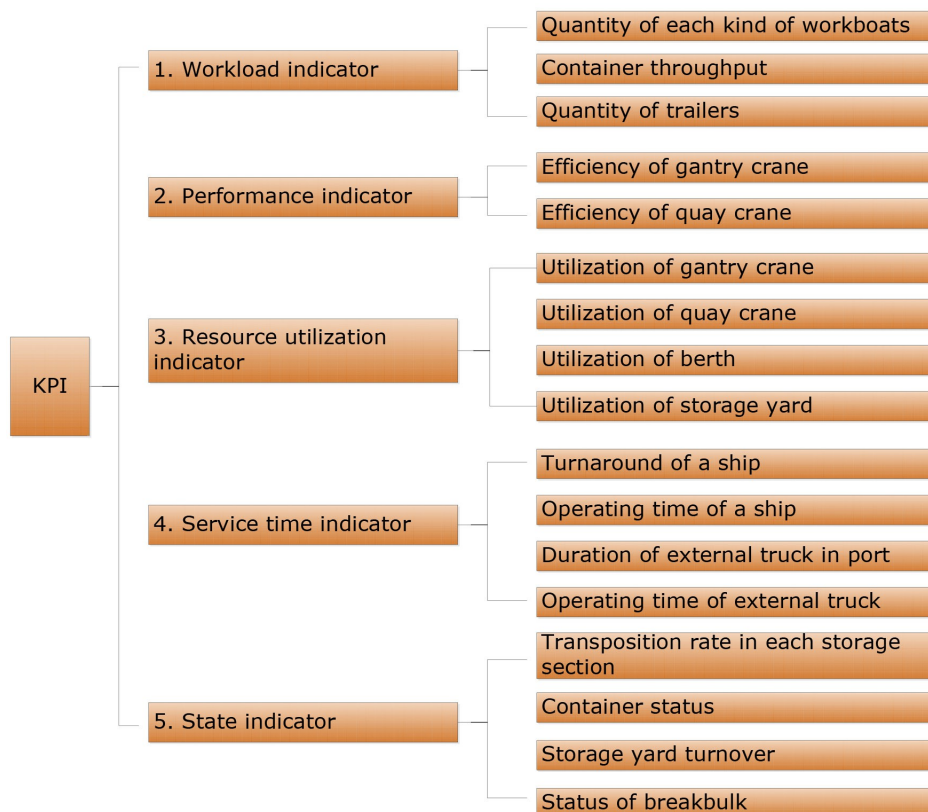 KPI
1. Workload indicator
Quantity of each kind of workboats
Container throughput
Quantity of trailers
2. Performance indicator
Efficiency of gantry crane
Efficiency of quay crane
3. Resource utilization
indicator
Utilization of gantry crane
Utilization of quay crane
Utilization of berth
Utilization of storage yard
4. Service time indicator
Turnaround of a ship
Operating time of a ship
Duration of external truck in port
Operating time of external truck
5. State indicator
Transposition rate in each storage
section
Container status
Storage yard turnover
Status of breakbulk